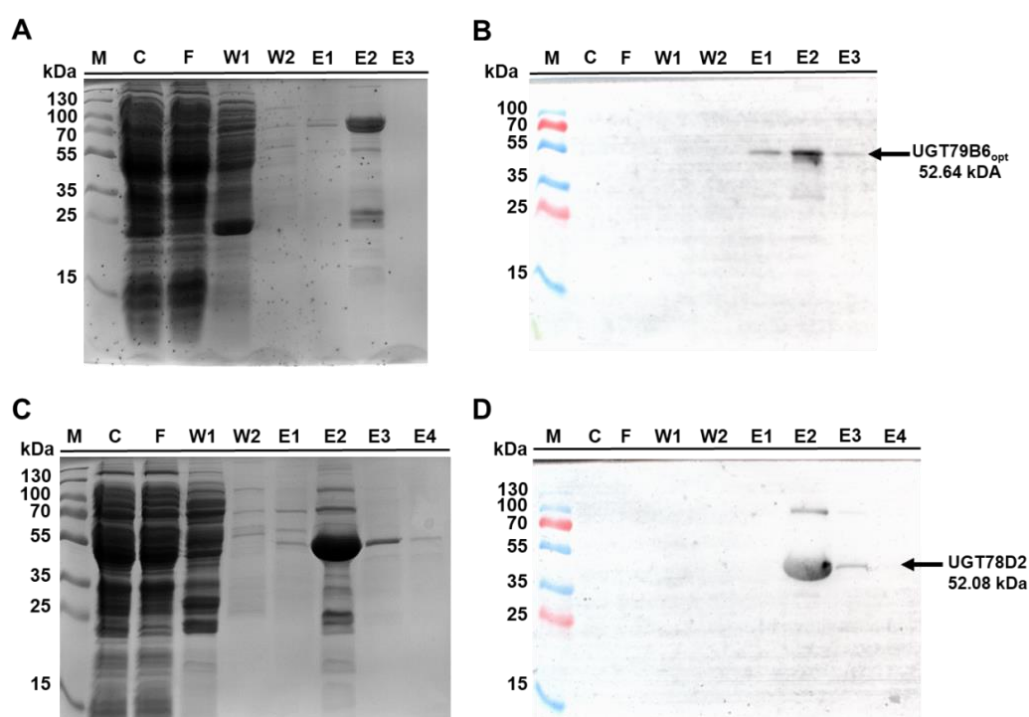 A
M C F W1 W2 E1 E2 E3
kDa
130
100
70
55
35
25
15
B
M C F W1 W2 E1 E2 E3
kDa
100
70
55
35
25
15
UGT79B6opt
52.64 kDA
C
M C F W1 W2 E1 E2 E3 E4
kDa
130
100
70
55
35
25
15
D
M C F W1 W2 E1 E2 E3 E4
kDa
130
100
70
55
35
25
15
UGT78D2
52.08 kDa